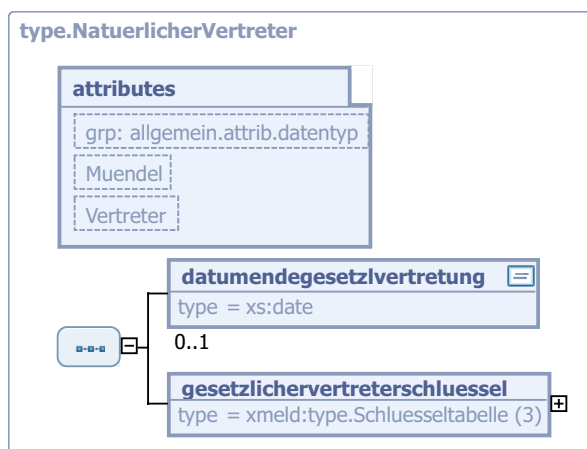 type.NatuerlicherVertreter
attributes
grp: allgemein.attrib.datentyp
Muendel
Vertreter
datumendegesetzlvertretung
type = xs:date
0..1
gesetzlichervertreterschluessel
type = xmeld:type.Schluesseltabelle (3)